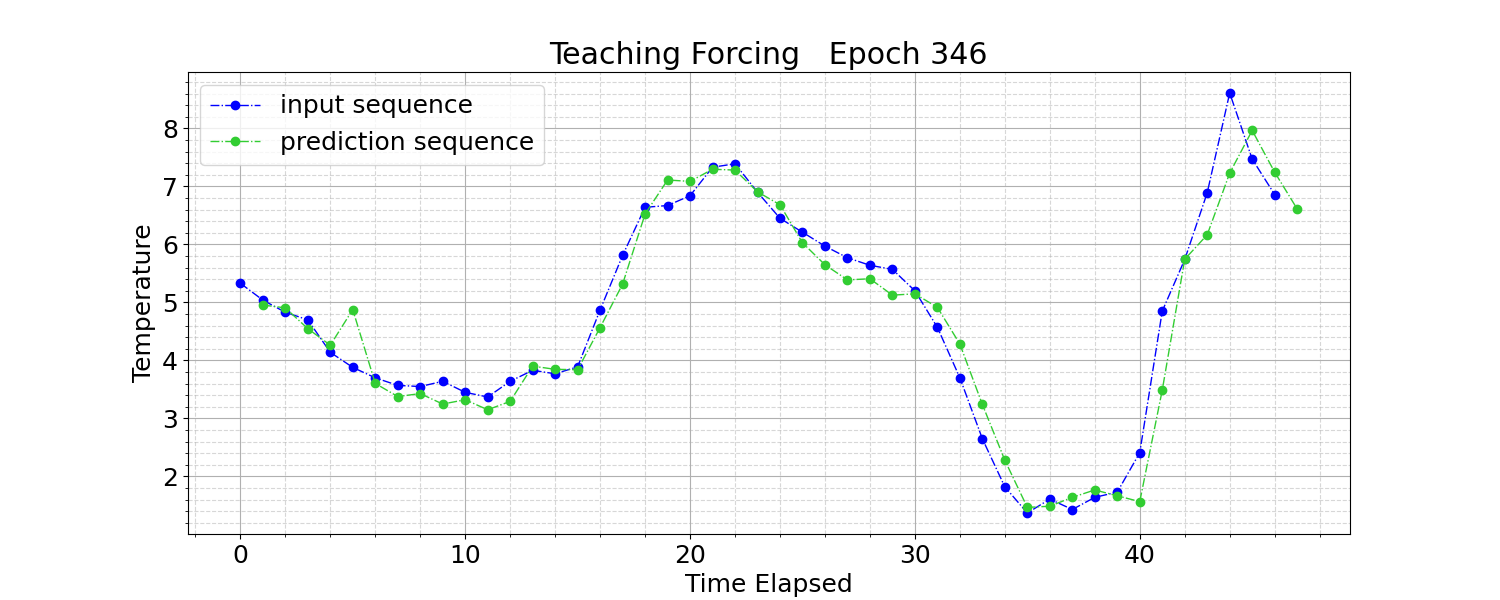 Teaching Forcing   Epoch 346
input sequence
prediction sequence
Temperature
8
7
6
5
4
3
2
0 10 20 30 40
Time Elapsed